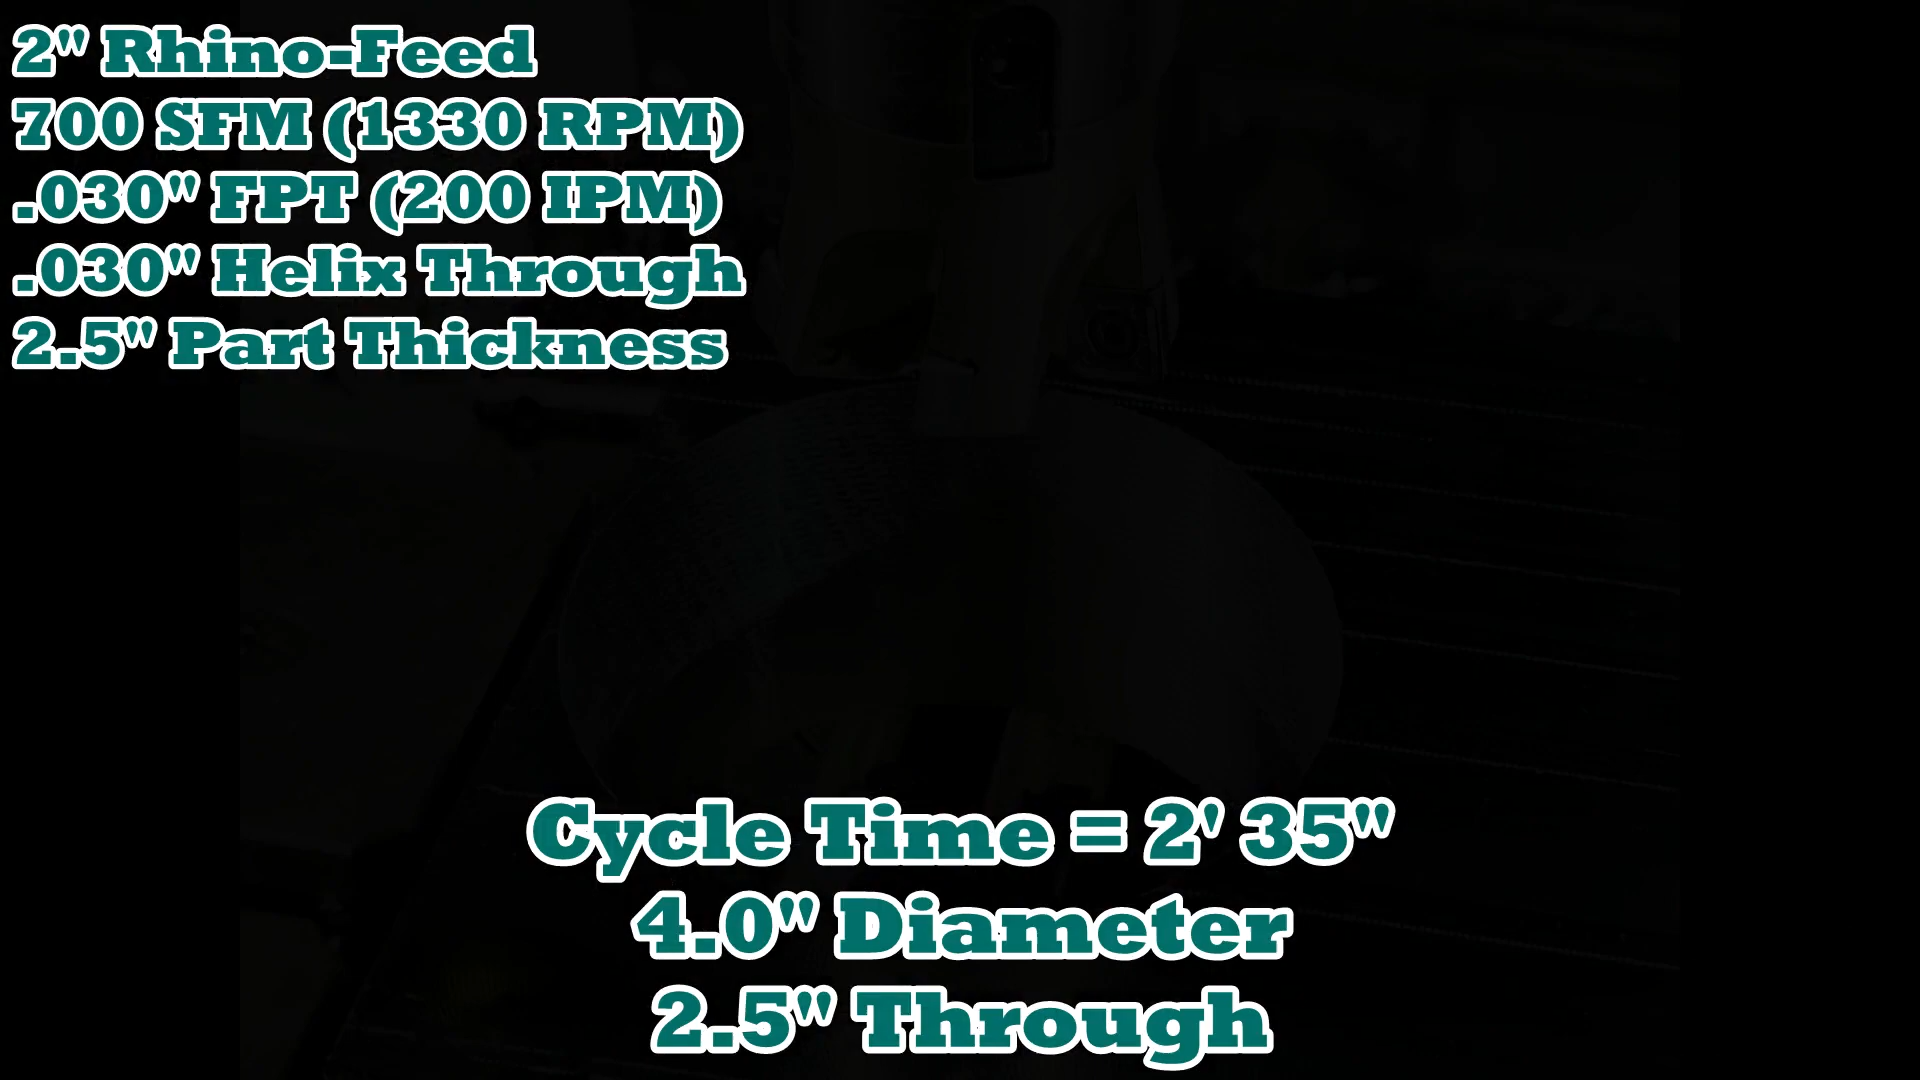 2" Rhino-Feed
700 SFM (1330 RPM)
.030" FPT (200 IPM)
.030" Helix Through
2.5" Part Thickness
Cycle Time = 2' 35"
4.0" Diameter
2.5" Through